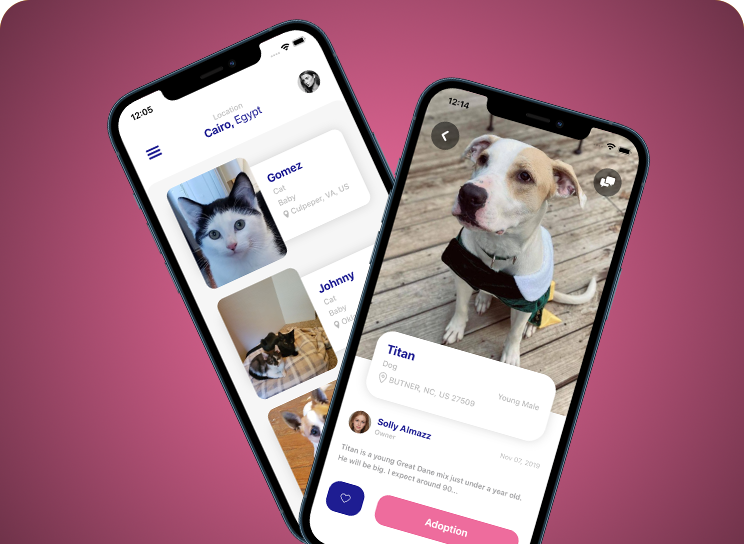 12:05
Location
Cairo, Egypt
Gomez
Cat
Baby
Culpeper, VA, US
Johnny
Cat
Baby
12:14
Titan
Dog
Young Male
BUTNER, NC, US 27509
Solly Almazz
Owner
Nov 02, 2019
Titan is a young Great Dane mix just under a year old.
He will be big. I expect around 90...
Adoption